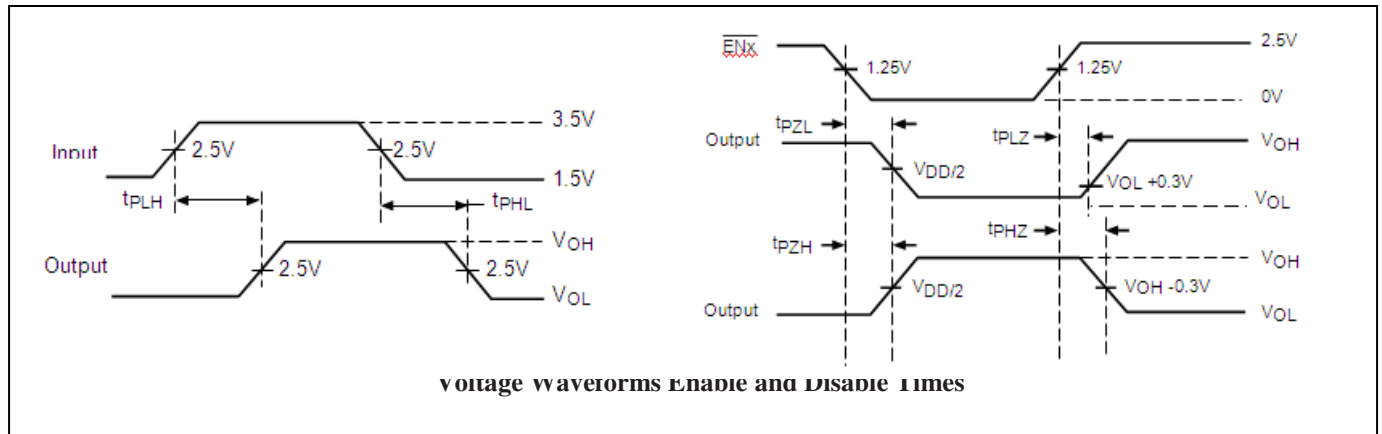 Input
2.5V
2.5V
3.5V
1.5V
tPLH
tPHL
Output
2.5V
2.5V
VOH
VOL
ENx
1.25V
1.25V
2.5V
0V
tPZL
tPLZ
Output
VDD/2
VOL +0.3V
VOH
VOL
tPZH
tPHZ
Output
VDD/2
VOH -0.3V
VOH
VOL
Voltage Waveforms Enable and Disable Times